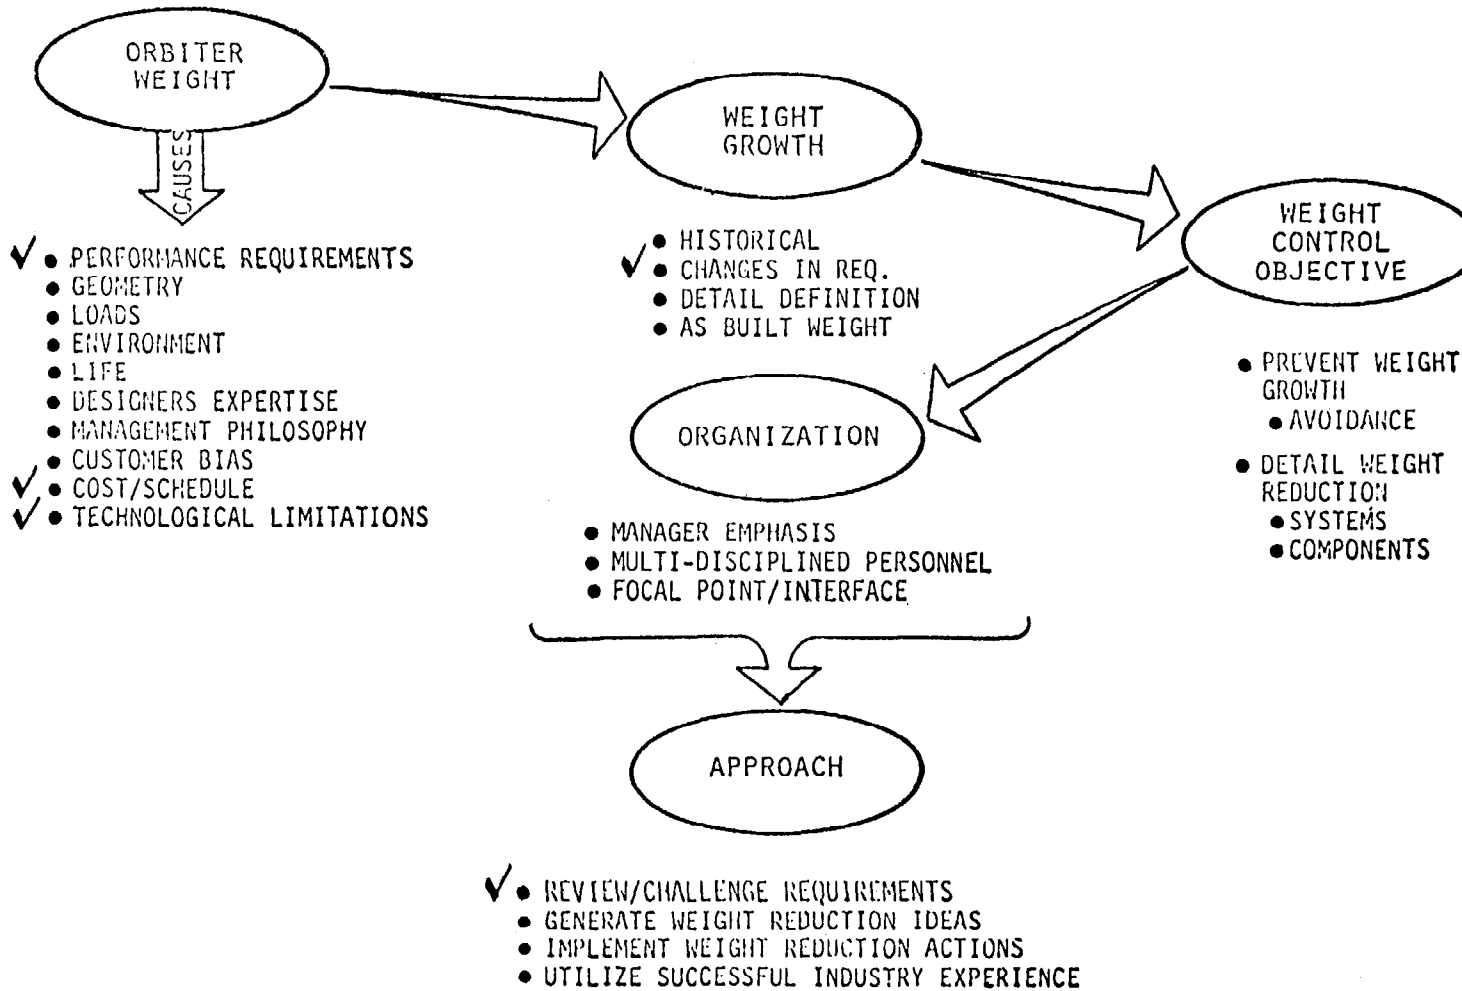 ORBITER
WEIGHT
CAUSES
✓ ● PERFORMANCE REQUIREMENTS
● GEOMETRY
● LOADS
● ENVIRONMENT
● LIFE
● DESIGNERS EXPERTISE
● MANAGEMENT PHILOSOPHY
● CUSTOMER BIAS
✓ ● COST/SCHEDULE
✓ ● TECHNOLOGICAL LIMITATIONS
WEIGHT
GROWTH
● HISTORICAL
✓ ● CHANGES IN REQ.
● DETAIL DEFINITION
● AS BUILT WEIGHT
WEIGHT
CONTROL
OBJECTIVE
● PREVENT WEIGHT
GROWTH
● AVOIDANCE
● DETAIL WEIGHT
REDUCTION
● SYSTEMS
● COMPONENTS
ORGANIZATION
● MANAGER EMPHASIS
● MULTI-DISCIPLINED PERSONNEL
● FOCAL POINT/INTERFACE
APPROACH
✓ ● REVIEW/CHALLENGE REQUIREMENTS
● GENERATE WEIGHT REDUCTION IDEAS
● IMPLEMENT WEIGHT REDUCTION ACTIONS
● UTILIZE SUCCESSFUL INDUSTRY EXPERIENCE